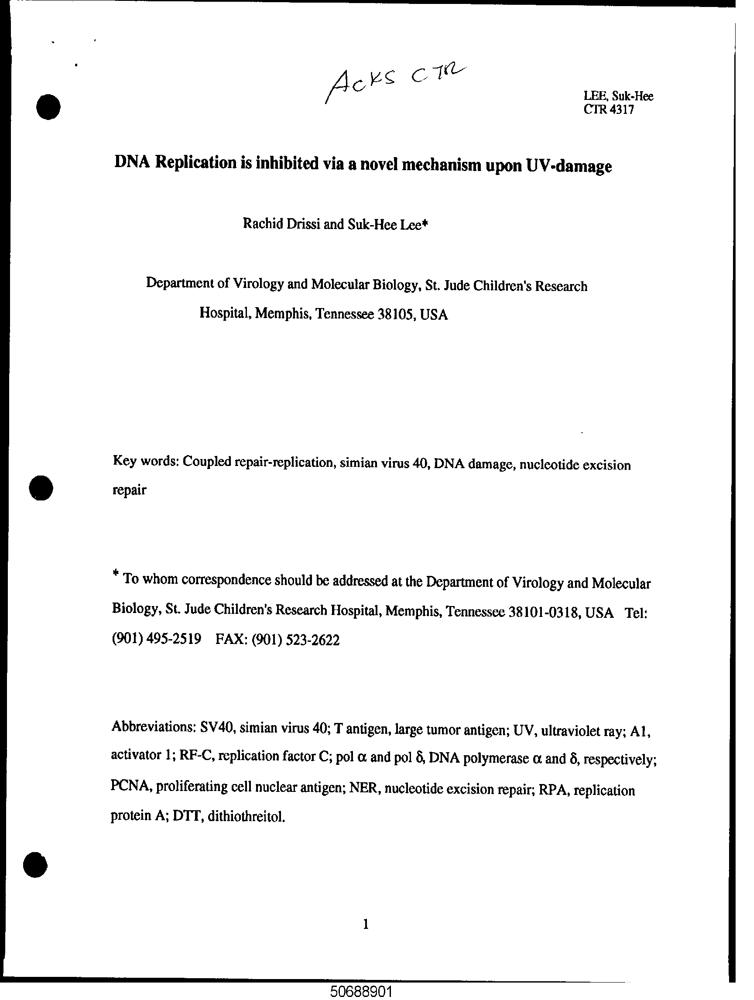 ACKS CTR
LEE, Suk-Hee
CTR 4317
DNA Replication is inhibited via a novel mechanism upon UV-damage
Rachid Drissi and Suk-Hee Lee*
Department of Virology and Molecular Biology, St. Jude Children's Research
Hospital, Memphis, Tennessee 38105, USA
Key words: Coupled repair-replication, simian virus 40, DNA damage, nucleotide excision
repair
* To whom correspondence should be addressed at the Department of Virology and Molecular
Biology, St. Jude Children's Research Hospital, Memphis, Tennessee 38101-0318, USA Tel:
(901) 495-2519 FAX: (901) 523-2622
Abbreviations: SV40, simian virus 40; T antigen, large tumor antigen; UV, ultraviolet ray; A1,
activator 1; RF-C, replication factor C; pol α and pol δ, DNA polymerase α and δ, respectively;
PCNA, proliferating cell nuclear antigen; NER, nucleotide excision repair; RPA, replication
protein A; DTT, dithiothreitol.
1
50688901